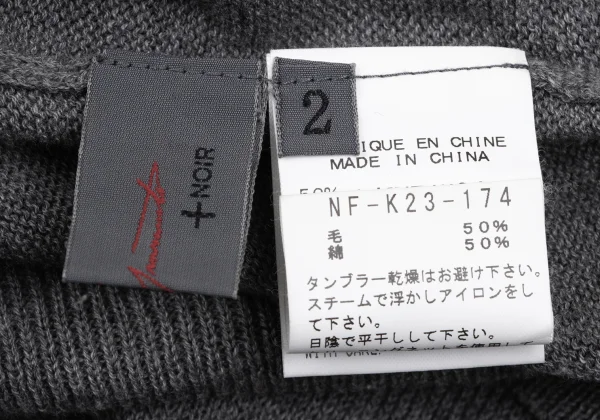 +NOIR
2
IQUE EN CHINE
MADE IN CHINA
NF-K23-174
毛 50%
綿 50%
タンブラー乾燥はお避け下さい。
スチームで浮かしアイロンをし
て下さい。
日陰で平干しして下さい。